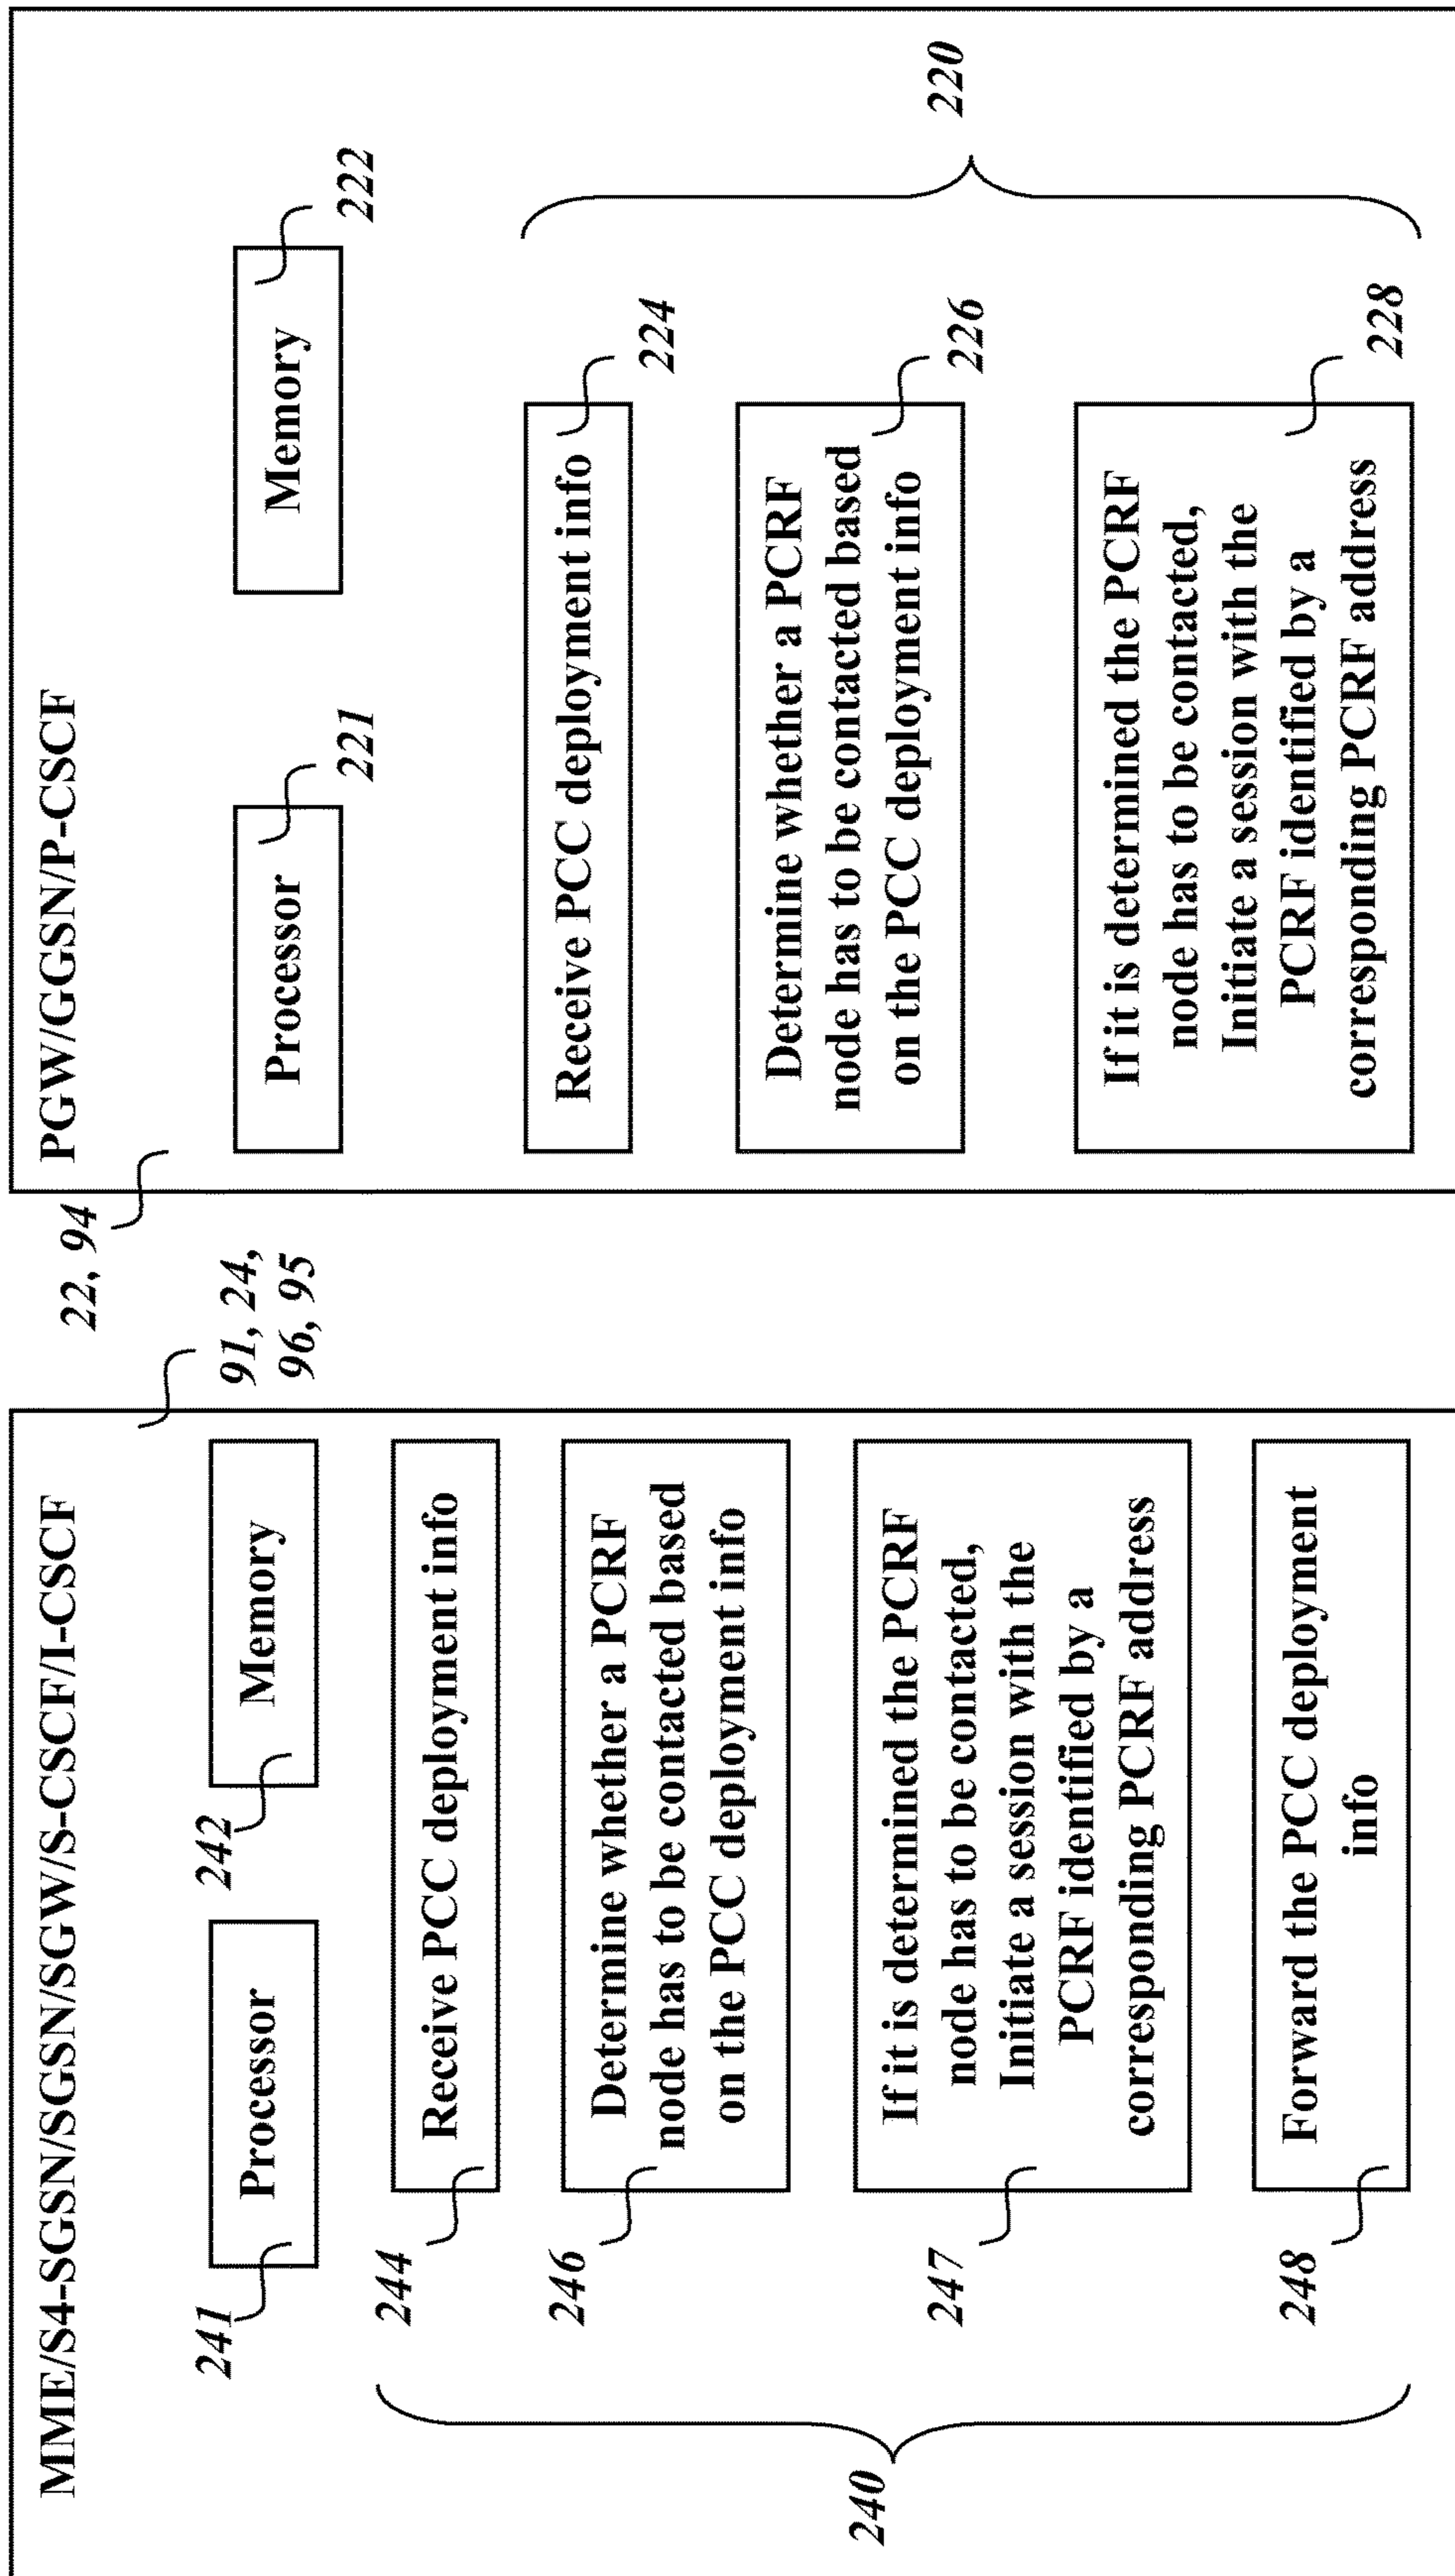 MME/S4-SGSN/SGSN/SGW/S-CSCF/I-CSCF
91, 24,
96, 95
241
Processor
242
Memory
240
244
Receive PCC deployment info
246
Determine whether a PCRF
node has to be contacted based
on the PCC deployment info
247
If it is determined the PCRF
node has to be contacted,
Initiate a session with the
PCRF identified by a
corresponding PCRF address
248
Forward the PCC deployment
info
PGW/GGSN/P-CSCF
22, 94
Processor
221
Memory
222
Receive PCC deployment info
224
Determine whether a PCRF
node has to be contacted based
on the PCC deployment info
226
If it is determined the PCRF
node has to be contacted,
Initiate a session with the
PCRF identified by a
corresponding PCRF address
228
220